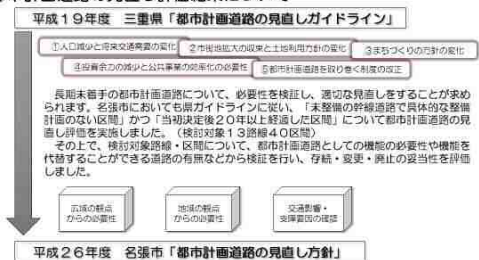 平成19年度 三重県「都市計画道路の見直しガイドライン」
①人口減少と将来交通需要の変化
②市街地拡大の収束と土地利用方針の変化
③まちづくりの方針の変化
④投資余力の減少と公共事業の効率化の必要性
⑤都市計画道路を取り巻く制度の改正
長期未着手の都市計画道路について、必要性を検証し、適切な見直しをすることが求め
られます。名張市においても県ガイドラインに従い、「未整備の幹線道路で具体的な整備
計画のない区間」かつ「当初決定後20年以上経過した区間」について都市計画道路の見
直し評価を実施しました。（検討対象13路線40区間）
その上で、検討対象路線・区間について、都市計画道路としての機能の必要性や機能を
代替することができる道路の有無などから検証を行い、存続・変更・廃止の妥当性を評価
しました。
広域の観点
からの必要性
地域の観点
からの必要性
交通影響・
支障要因の確認
平成26年度 名張市「都市計画道路の見直し方針」